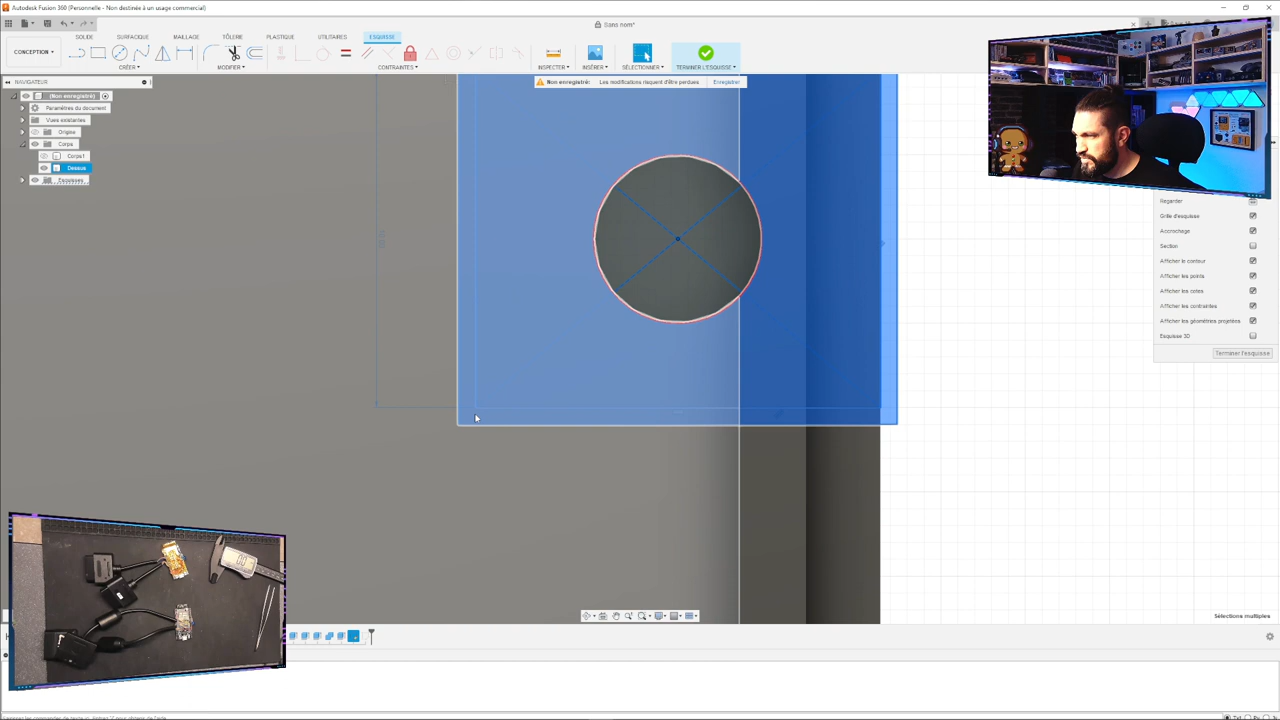 Autodesk Fusion 360 (Personnelle - Non destinée à un usage commercial)
Sans nom*
SOLIDE SURFACIQUE MAILLAGE TÔLERIE PLASTIQUE UTILITAIRES ESQUISSE
CONCEPTION
CRÉER MODIFIER CONTRAINTES INSPECTER INSÉRER SÉLECTIONNER TERMINER L'ESQUISSE
NAVIGATEUR
Non enregistré: Les modifications risquent d'être perdues Enregistrer
(Non enregistré)
Paramètres du document
Vues existantes
Origine
Corps
Corps1
Dessus
Esquisses
Regarder
Grille d'esquisse
Accrochage
Section
Afficher le contour
Afficher les points
Afficher les cotes
Afficher les contraintes
Afficher les géométries projetées
Esquisse 3D
Terminer l'esquisse
Sélections multiples
Txt